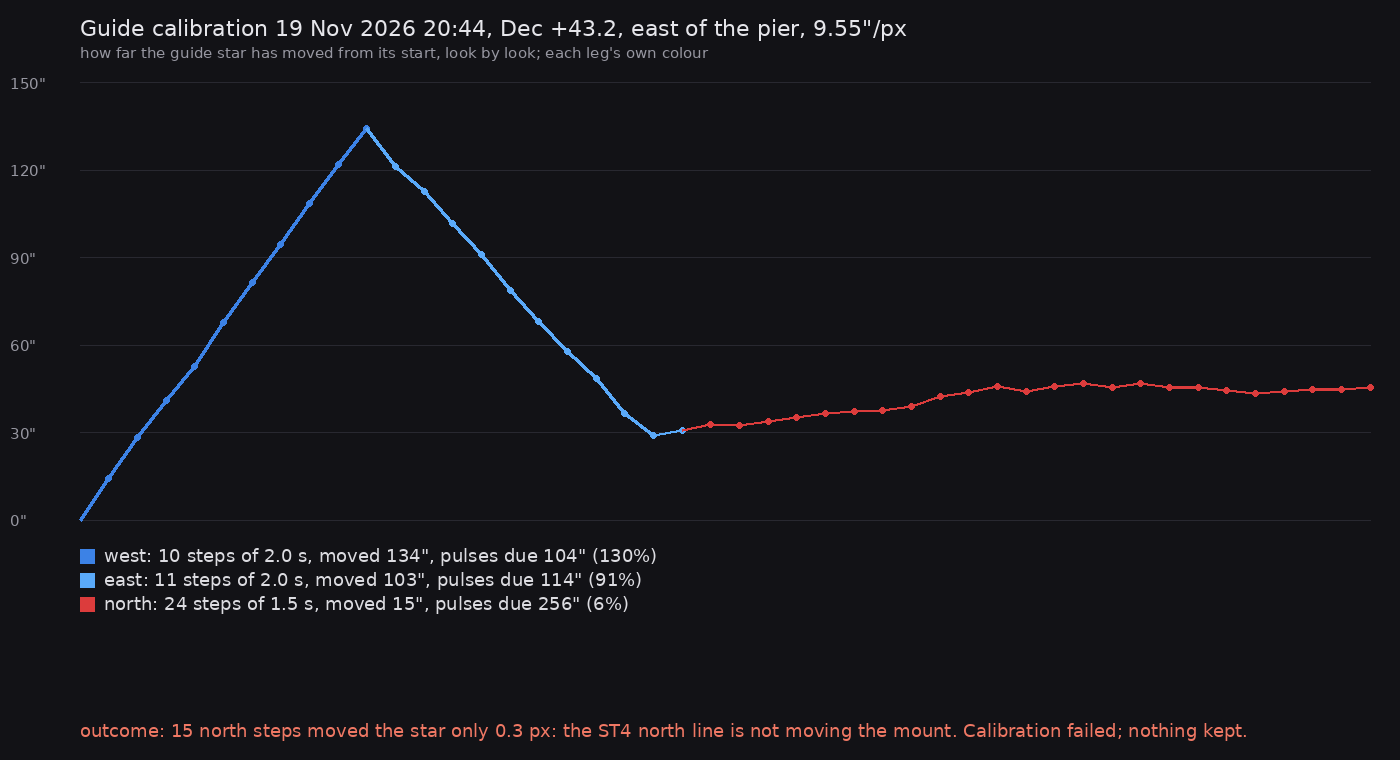 Guide calibration 19 Nov 2026 20:44, Dec +43.2, east of the pier, 9.55"/px
how far the guide star has moved from its start, look by look; each leg's own colour
150"
120"
90"
60"
30"
0"
west: 10 steps of 2.0 s, moved 134", pulses due 104" (130%)
east: 11 steps of 2.0 s, moved 103", pulses due 114" (91%)
north: 24 steps of 1.5 s, moved 15", pulses due 256" (6%)
outcome: 15 north steps moved the star only 0.3 px: the ST4 north line is not moving the mount. Calibration failed; nothing kept.